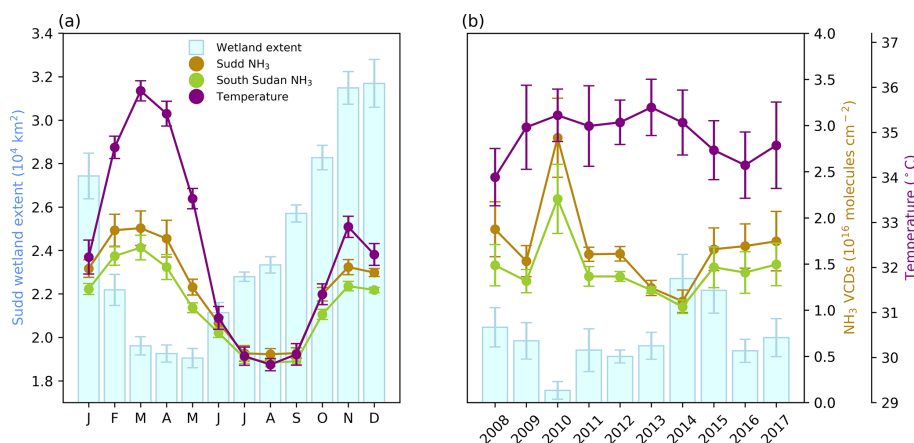 (a)
(b)
3.4
3.2
3.0
2.8
2.6
2.4
2.2
2.0
1.8
Sudd wetland extent (10⁴ km²)
Wetland extent
Sudd NH₃
South Sudan NH₃
Temperature
J F M A M J J A S O N D
4.0
3.5
3.0
2.5
2.0
1.5
1.0
0.5
0.0
NH₃ VCDs (10¹⁶ molecules cm⁻²)
37
36
35
34
33
32
31
30
29
Temperature (°C)
2008 2009 2010 2011 2012 2013 2014 2015 2016 2017